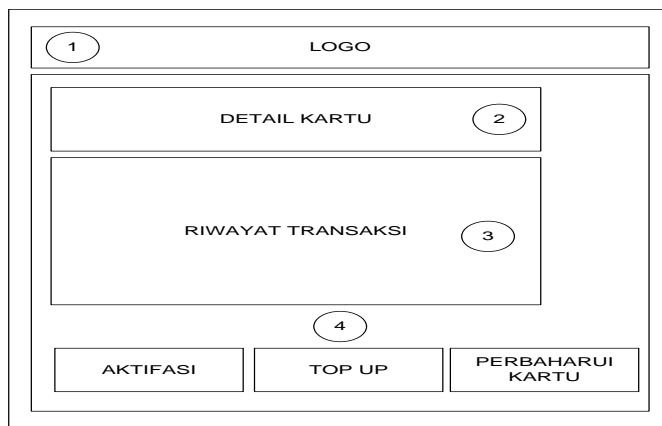 1
LOGO
DETAIL KARTU
2
RIWAYAT TRANSAKSI
3
4
AKTIFASI
TOP UP
PERBAHARUI
KARTU